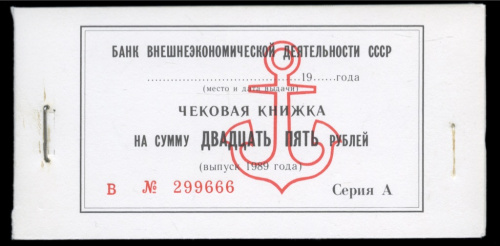 БАНК ВНЕШНЕЭКОНОМИЧЕСКОЙ ДЕЯТЕЛЬНОСТИ СССР
........................................19......года
(место и дата выдачи)
ЧЕКОВАЯ КНИЖКА
НА СУММУ ДВАДЦАТЬ ПЯТЬ РУБЛЕЙ
(выпуск 1989 года)
В № 299666 Серия А